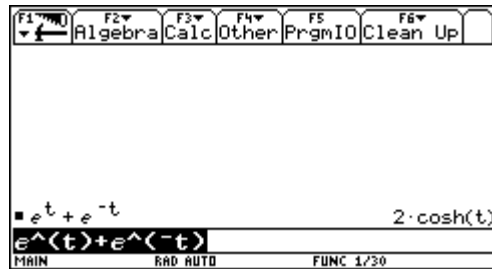 F1 F2 Algebra F3 Calc F4 Other F5 PrgmIO F6 Clean Up
▪ e^t + e^-t 2·cosh(t)
e^(t)+e^(-t)
MAIN RAD AUTO FUNC 1/30